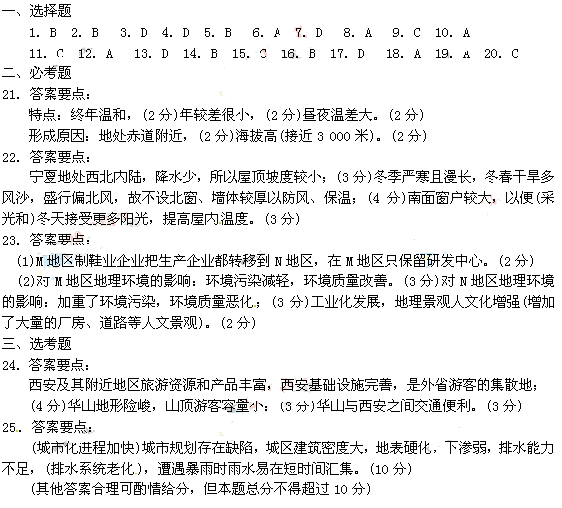 一、选择题
1. B 2. B 3. D 4. D 5. B 6. A 7. D 8. A 9. C 10. A
11. C 12. A 13. D 14. B 15. C 16. B 17. D 18. A 19. A 20. C
二、必考题
21. 答案要点:
特点: 终年温和, (2分)年较差很小, (2分)昼夜温差大。(2分)
形成原因: 地处赤道附近, (2分)海拔高(接近3 000米)。(2分)
22. 答案要点:
宁夏地处西北内陆, 降水少, 所以屋顶坡度较小; (3分)冬季严寒且漫长, 冬春干旱多
风沙, 盛行偏北风, 故不设北窗、墙体较厚以防风、保温; (4分)南面窗户较大, 以便(采
光和)冬天接受更多阳光, 提高屋内温度。(3分)
23. 答案要点:
(1)M地区制鞋业企业把生产企业都转移到N地区, 在M地区只保留研发中心。(2分)
(2)对M地区地理环境的影响: 环境污染减轻, 环境质量改善。(3分)对N地区地理环境
的影响: 加重了环境污染, 环境质量恶化; (3分)工业化发展, 地理景观人文化增强(增加
了大量的厂房、道路等人文景观)。(2分)
三、选考题
24. 答案要点:
西安及其附近地区旅游资源和产品丰富, 西安基础设施完善, 是外省游客的集散地;
(4分)华山地形险峻, 山顶游客容量小; (3分)华山与西安之间交通便利。(3分)
25. 答案要点:
(城市化进程加快)城市规划存在缺陷, 城区建筑密度大, 地表硬化, 下渗弱, 排水能力
不足, (排水系统老化), 遭遇暴雨时雨水易在短时间汇集。(10分)
(其他答案合理可酌情给分, 但本题总分不得超过10分)